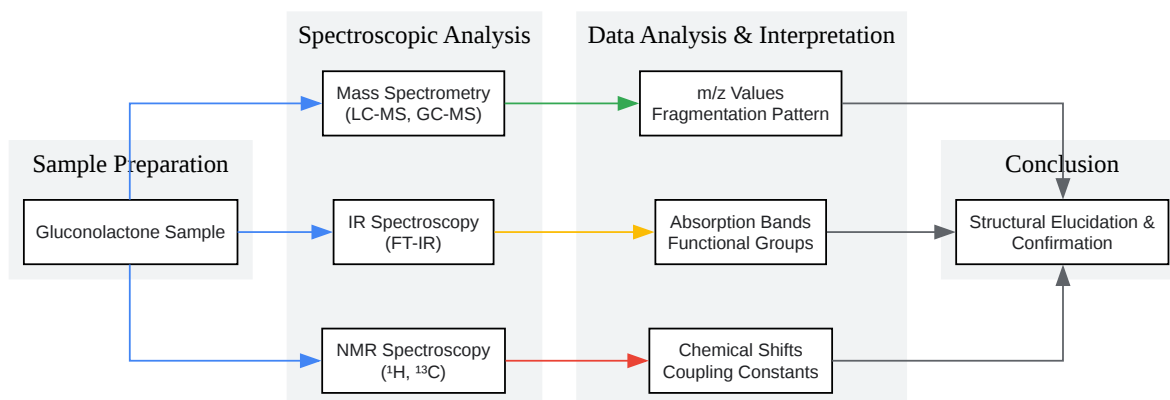 Spectroscopic Analysis
Data Analysis & Interpretation
Mass Spectrometry
(LC-MS, GC-MS)
m/z Values
Fragmentation Pattern
Sample Preparation
Conclusion
Gluconolactone Sample
IR Spectroscopy
(FT-IR)
Absorption Bands
Functional Groups
Structural Elucidation &
Confirmation
NMR Spectroscopy
(¹H, ¹³C)
Chemical Shifts
Coupling Constants